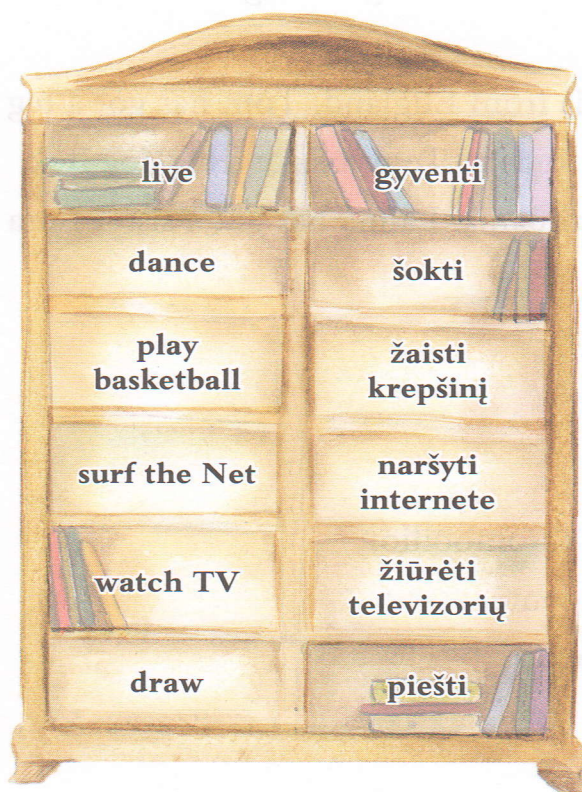 live
gyventi
dance
šokti
play
basketball
žaisti
krepšinį
surf the Net
naršyti
internete
watch TV
žiūrėti
televizorių
draw
piešti